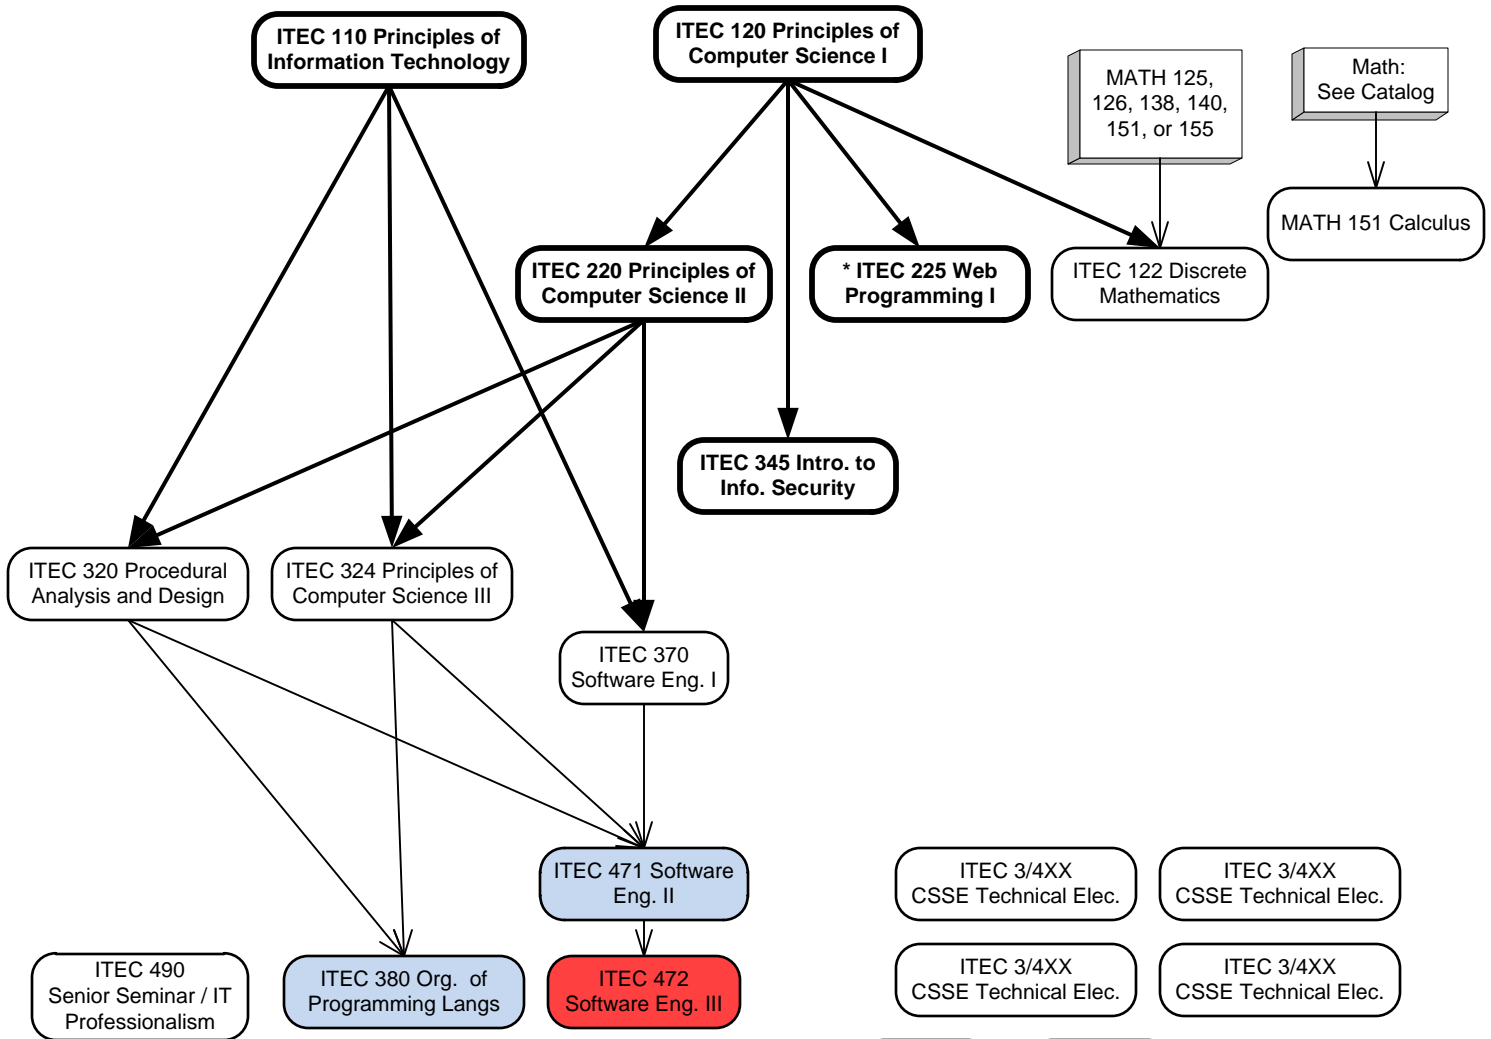 ITEC 110 Principles of
Information Technology
ITEC 120 Principles of
Computer Science I
MATH 125,
126, 138, 140,
151, or 155
Math:
See Catalog
MATH 151 Calculus
ITEC 220 Principles of
Computer Science II
* ITEC 225 Web
Programming I
ITEC 122 Discrete
Mathematics
ITEC 345 Intro. to
Info. Security
ITEC 320 Procedural
Analysis and Design
ITEC 324 Principles of
Computer Science III
ITEC 370
Software Eng. I
ITEC 471 Software
Eng. II
ITEC 3/4XX
CSSE Technical Elec.
ITEC 3/4XX
CSSE Technical Elec.
ITEC 490
Senior Seminar / IT
Professionalism
ITEC 380 Org. of
Programming Langs
ITEC 472
Software Eng. III
ITEC 3/4XX
CSSE Technical Elec.
ITEC 3/4XX
CSSE Technical Elec.